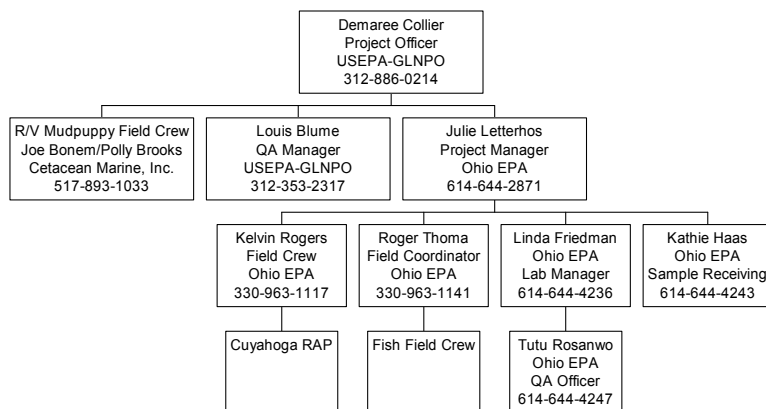 Demaree Collier
Project Officer
USEPA-GLNPO
312-886-0214
R/V Mudpuppy Field Crew
Joe Bonem/Polly Brooks
Cetacean Marine, Inc.
517-893-1033
Louis Blume
QA Manager
USEPA-GLNPO
312-353-2317
Julie Letterhos
Project Manager
Ohio EPA
614-644-2871
Kelvin Rogers
Field Crew
Ohio EPA
330-963-1117
Roger Thoma
Field Coordinator
Ohio EPA
330-963-1141
Linda Friedman
Ohio EPA
Lab Manager
614-644-4236
Kathie Haas
Ohio EPA
Sample Receiving
614-644-4243
Cuyahoga RAP
Fish Field Crew
Tutu Rosanwo
Ohio EPA
QA Officer
614-644-4247